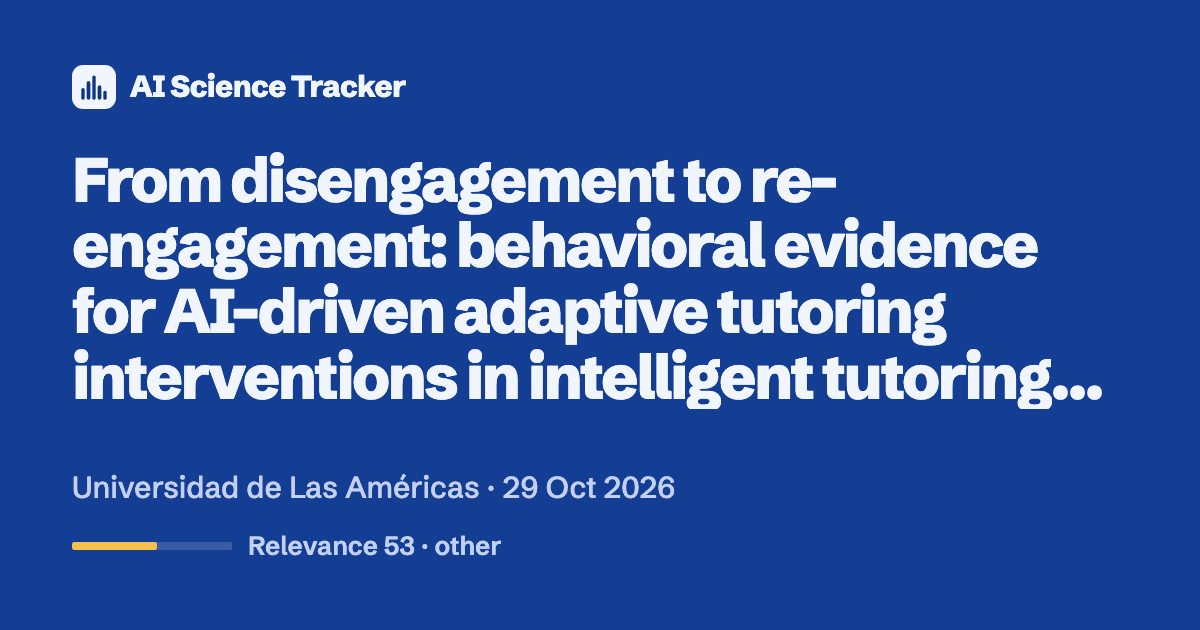 AI Science Tracker
From disengagement to re-
engagement: behavioral evidence
for AI-driven adaptive tutoring
interventions in intelligent tutoring...
Universidad de Las Américas · 29 Oct 2026
Relevance 53 · other